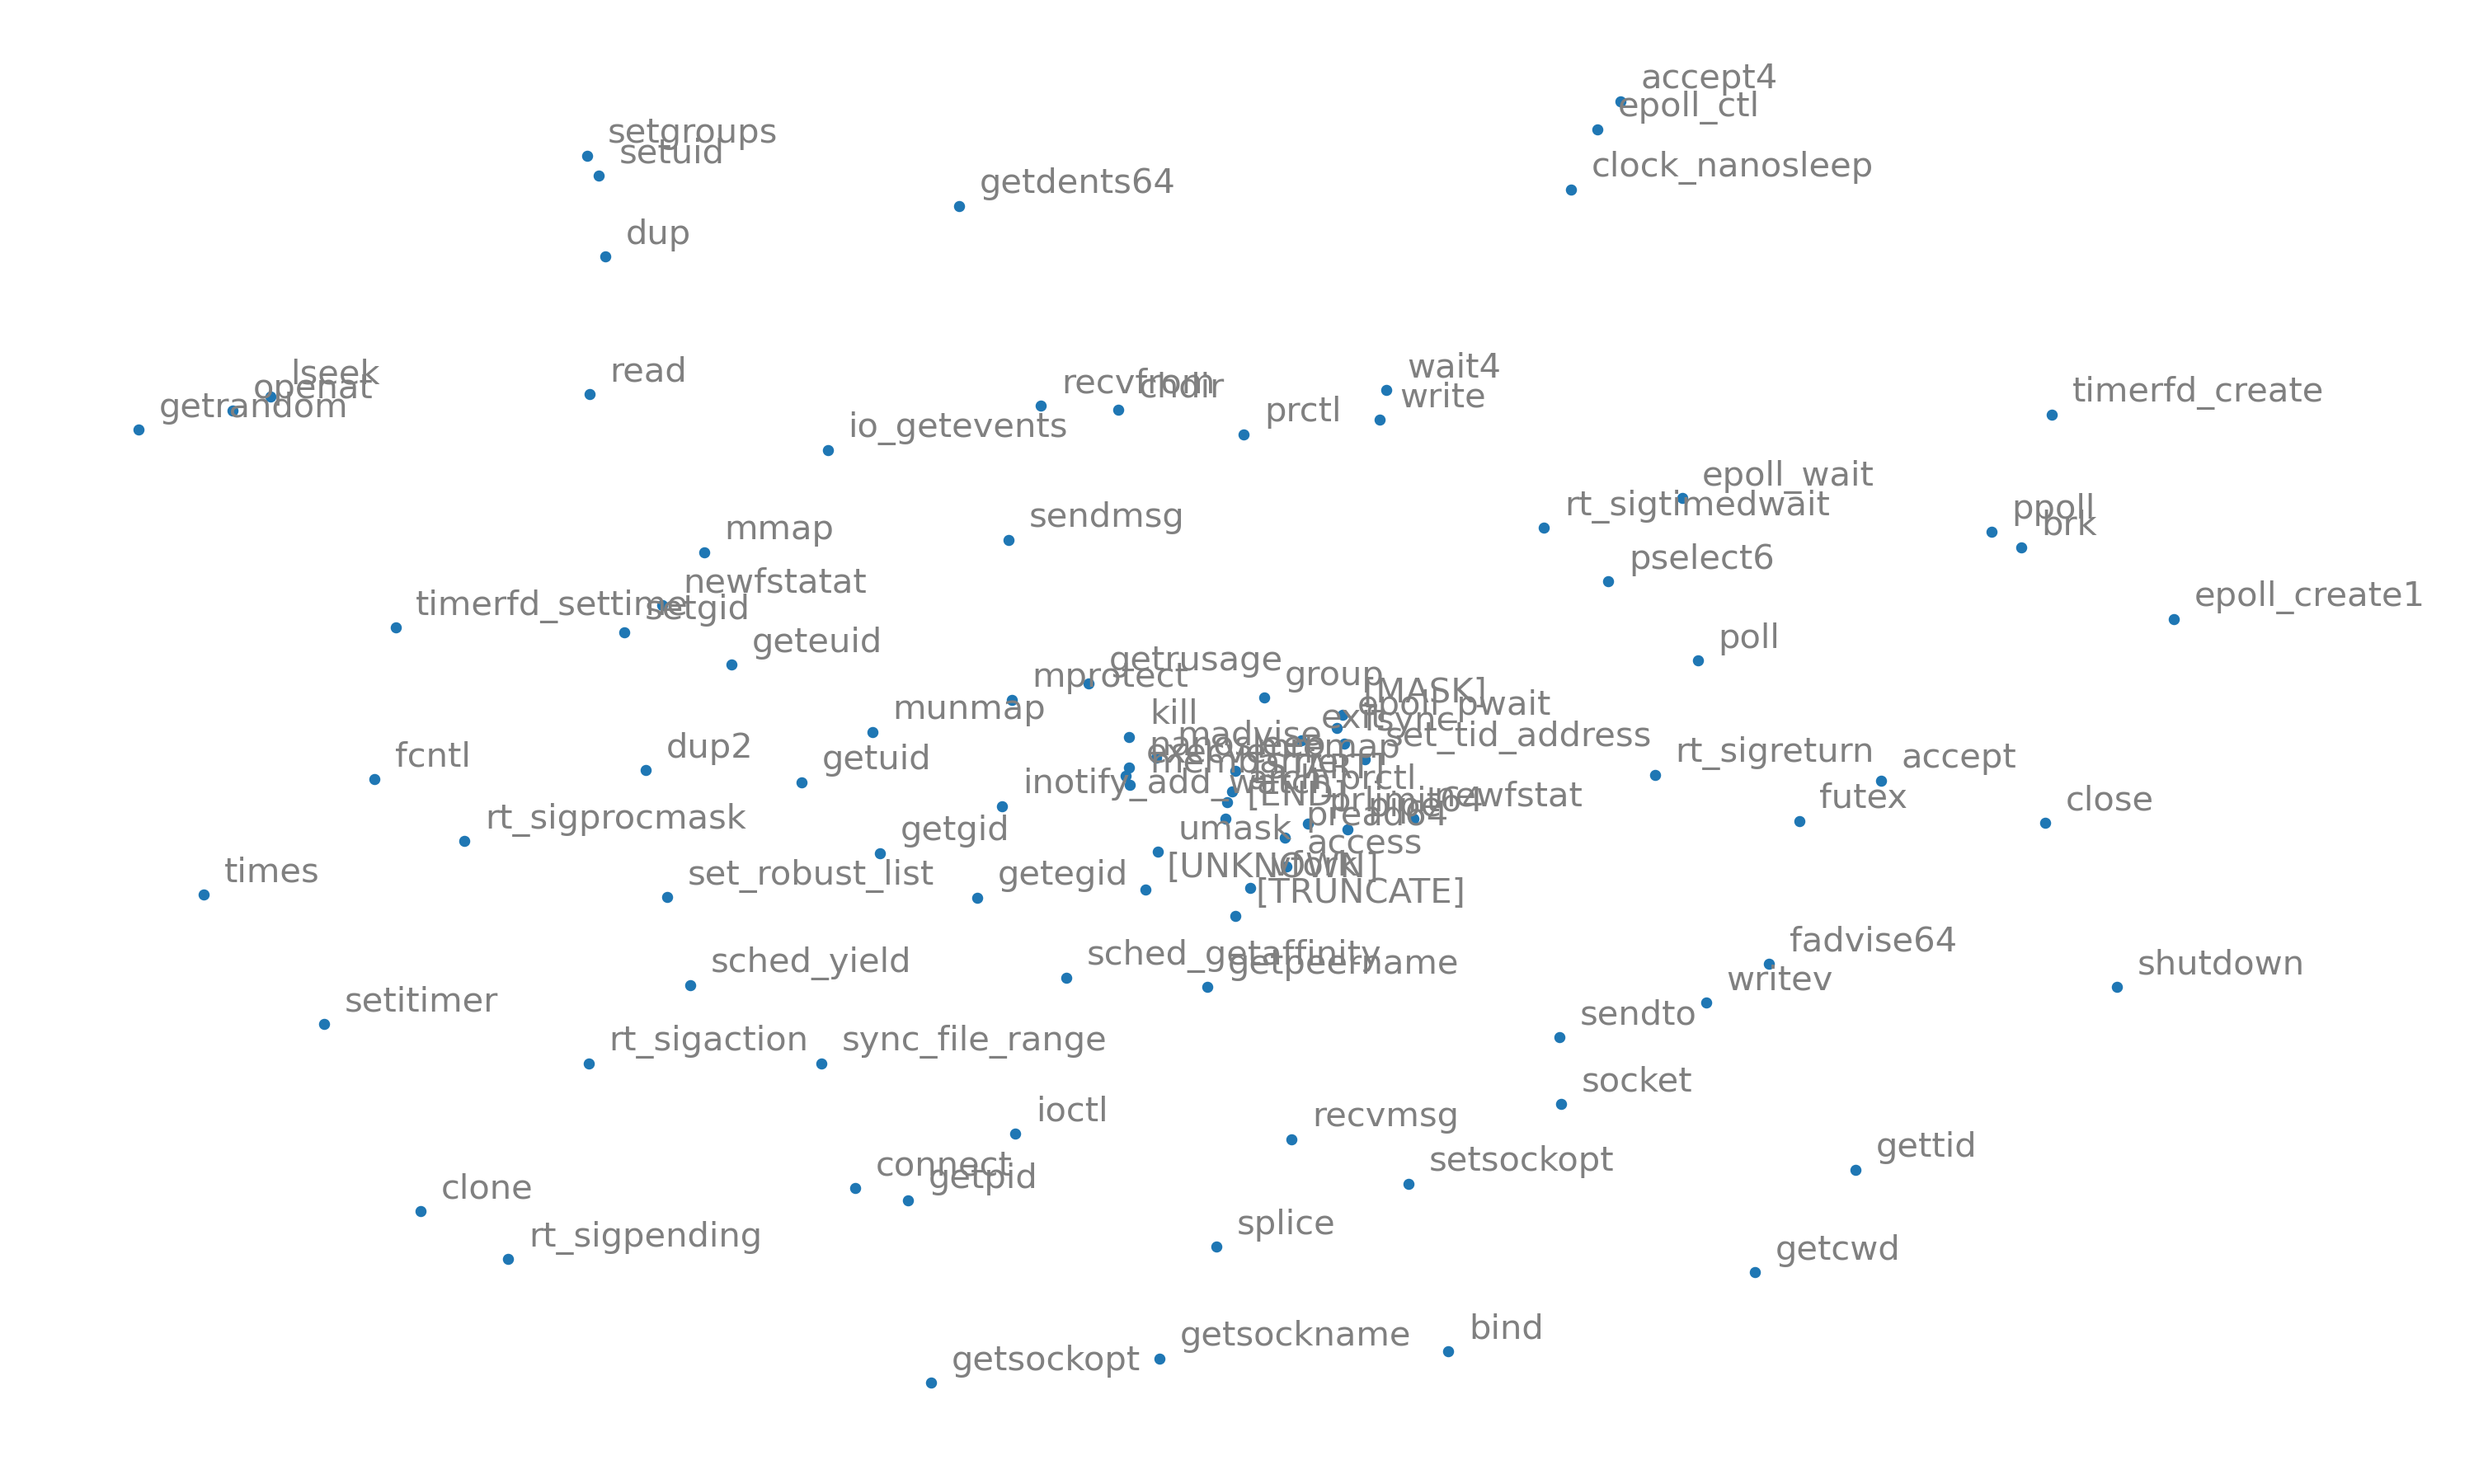 accept4
epoll_ctl
setgroups
setuid
clock_nanosleep
getdents64
dup
wait4
lseek
read
recvfrom
chdir
openat
timerfd_create
write
getrandom
prctl
io_getevents
epoll_wait
rt_sigtimedwait
ppoll
sendmsg
brk
mmap
pselect6
newfstatat
epoll_create1
timerfd_settime
setgid
poll
geteuid
getrusage
mprotect
group
[MASK]
epoll_pwait
munmap
kill
exit
fsync
madvise
set_tid_address
dup2
rt_sigreturn
fcntl
getuid
accept
inotify_add_watch
[END]
newfstat
futex
close
rt_sigprocmask
pread64
getgid
umask
access
[UNKNOWN]
vfork
times
set_robust_list
getegid
[TRUNCATE]
fadvise64
sched_yield
sched_getaffinity
getpeername
shutdown
writev
setitimer
sendto
rt_sigaction
sync_file_range
socket
ioctl
recvmsg
gettid
connect
getpid
setsockopt
clone
splice
rt_sigpending
getcwd
bind
getsockname
getsockopt